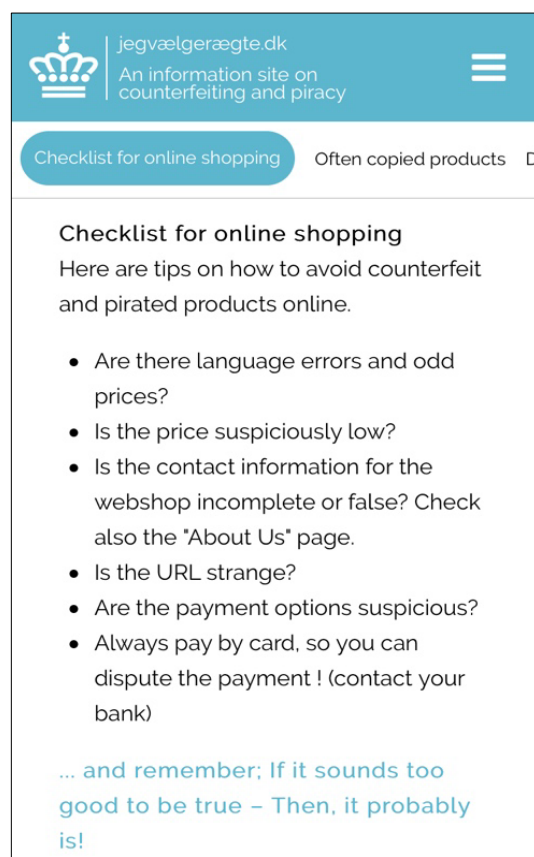 jegvælgerægte.dk
An information site on
counterfeiting and piracy
Checklist for online shopping Often copied products D
Checklist for online shopping
Here are tips on how to avoid counterfeit
and pirated products online.
• Are there language errors and odd
prices?
• Is the price suspiciously low?
• Is the contact information for the
webshop incomplete or false? Check
also the "About Us" page.
• Is the URL strange?
• Are the payment options suspicious?
• Always pay by card, so you can
dispute the payment ! (contact your
bank)
... and remember; If it sounds too
good to be true – Then, it probably
is!